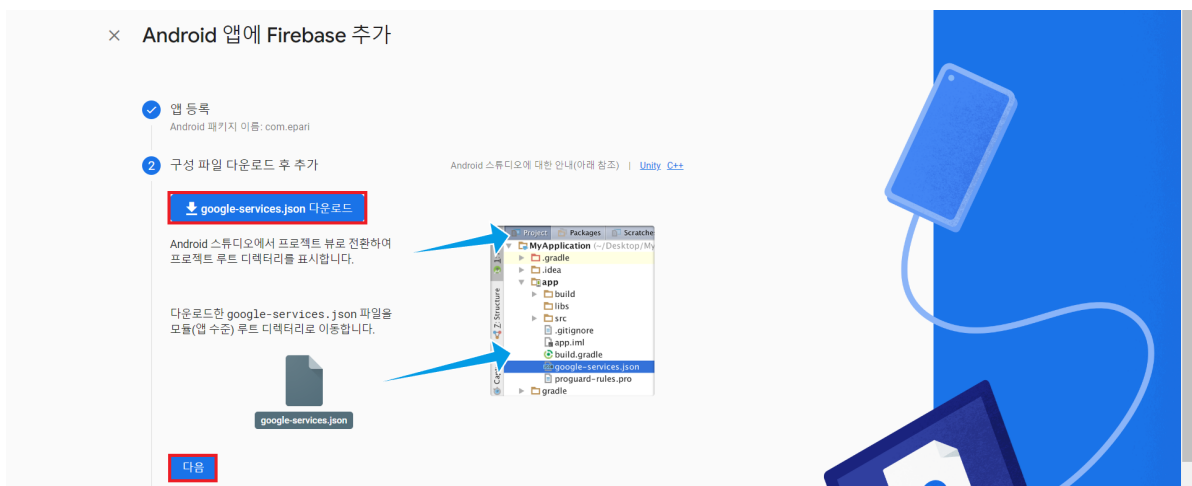 × Android 앱에 Firebase 추가
앱 등록
Android 패키지 이름: com.epari
2 구성 파일 다운로드 후 추가
Android 스튜디오에 대한 안내(아래 참조) | Unity C++
google-services.json 다운로드
Android 스튜디오에서 프로젝트 뷰로 전환하여
프로젝트 루트 디렉터리를 표시합니다.
다운로드한 google-services.json 파일을
모듈(앱 수준) 루트 디렉터리로 이동합니다.
google-services.json
Project Packages Scratche
MyApplication (~/Desktop/My
.gradle
.idea
app
build
libs
src
.gitignore
app.iml
build.gradle
google-services.json
proguard-rules.pro
gradle
Z: Structure
다음